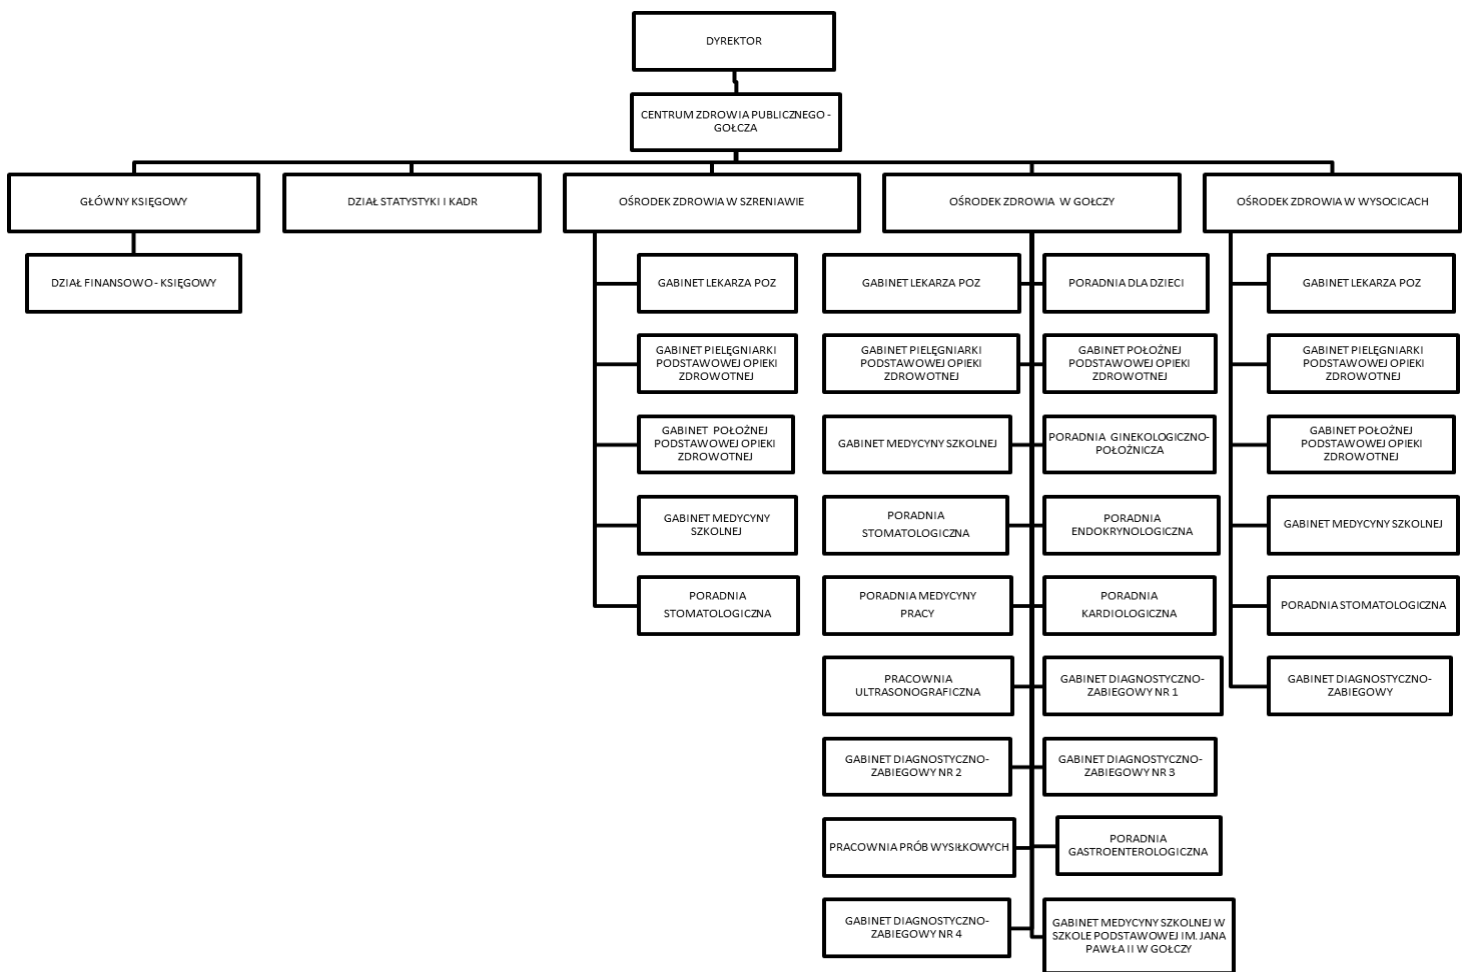 DYREKTOR
CENTRUM ZDROWIA PUBLICZNEGO -
GOŁCZA
GŁÓWNY KSIĘGOWY
DZIAŁ STATYSTYKI I KADR
OŚRODEK ZDROWIA W SZRENIAWIE
OŚRODEK ZDROWIA W GOŁCZY
OŚRODEK ZDROWIA W WYSOCICACH
DZIAŁ FINANSOWO - KSIĘGOWY
GABINET LEKARZA POZ
GABINET PIELĘGNIARKI
PODSTAWOWEJ OPIEKI
ZDROWOTNEJ
GABINET POŁOŻNEJ
PODSTAWOWEJ OPIEKI
ZDROWOTNEJ
GABINET MEDYCYNY
SZKOLNEJ
PORADNIA
STOMATOLOGICZNA
GABINET LEKARZA POZ
PORADNIA DLA DZIECI
GABINET PIELĘGNIARKI
PODSTAWOWEJ OPIEKI
ZDROWOTNEJ
GABINET POŁOŻNEJ
PODSTAWOWEJ OPIEKI
ZDROWOTNEJ
GABINET MEDYCYNY SZKOLNEJ
PORADNIA GINEKOLOGICZNO-
POŁOŻNICZA
PORADNIA
STOMATOLOGICZNA
PORADNIA
ENDOKRYNOLOGICZNA
PORADNIA MEDYCYNY
PRACY
PORADNIA
KARDIOLOGICZNA
PRACOWNIA
ULTRASONOGRAFICZNA
GABINET DIAGNOSTYCZNO-
ZABIEGOWY NR 1
GABINET DIAGNOSTYCZNO-
ZABIEGOWY NR 2
GABINET DIAGNOSTYCZNO-
ZABIEGOWY NR 3
PRACOWNIA PRÓB WYSIŁKOWYCH
PORADNIA
GASTROENTEROLOGICZNA
GABINET DIAGNOSTYCZNO-
ZABIEGOWY NR 4
GABINET MEDYCYNY SZKOLNEJ W
SZKOLE PODSTAWOWEJ IM. JANA
PAWŁA II W GOŁCZY
GABINET LEKARZA POZ
GABINET PIELĘGNIARKI
PODSTAWOWEJ OPIEKI
ZDROWOTNEJ
GABINET POŁOŻNEJ
PODSTAWOWEJ OPIEKI
ZDROWOTNEJ
GABINET MEDYCYNY SZKOLNEJ
PORADNIA STOMATOLOGICZNA
GABINET DIAGNOSTYCZNO-
ZABIEGOWY